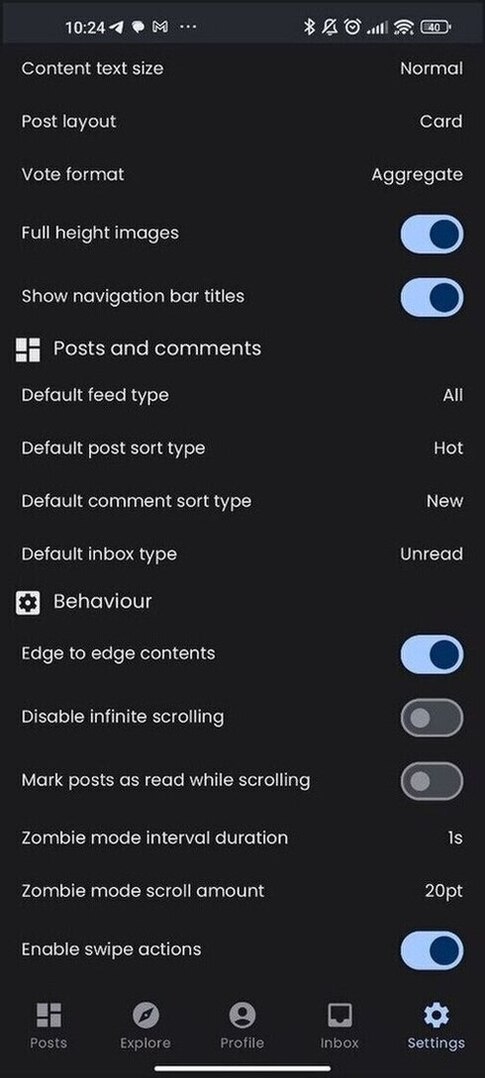 10:24 40
Content text size Normal
Post layout Card
Vote format Aggregate
Full height images
Show navigation bar titles
Posts and comments
Default feed type All
Default post sort type Hot
Default comment sort type New
Default inbox type Unread
Behaviour
Edge to edge contents
Disable infinite scrolling
Mark posts as read while scrolling
Zombie mode interval duration 1s
Zombie mode scroll amount 20pt
Enable swipe actions
Posts Explore Profile Inbox Settings